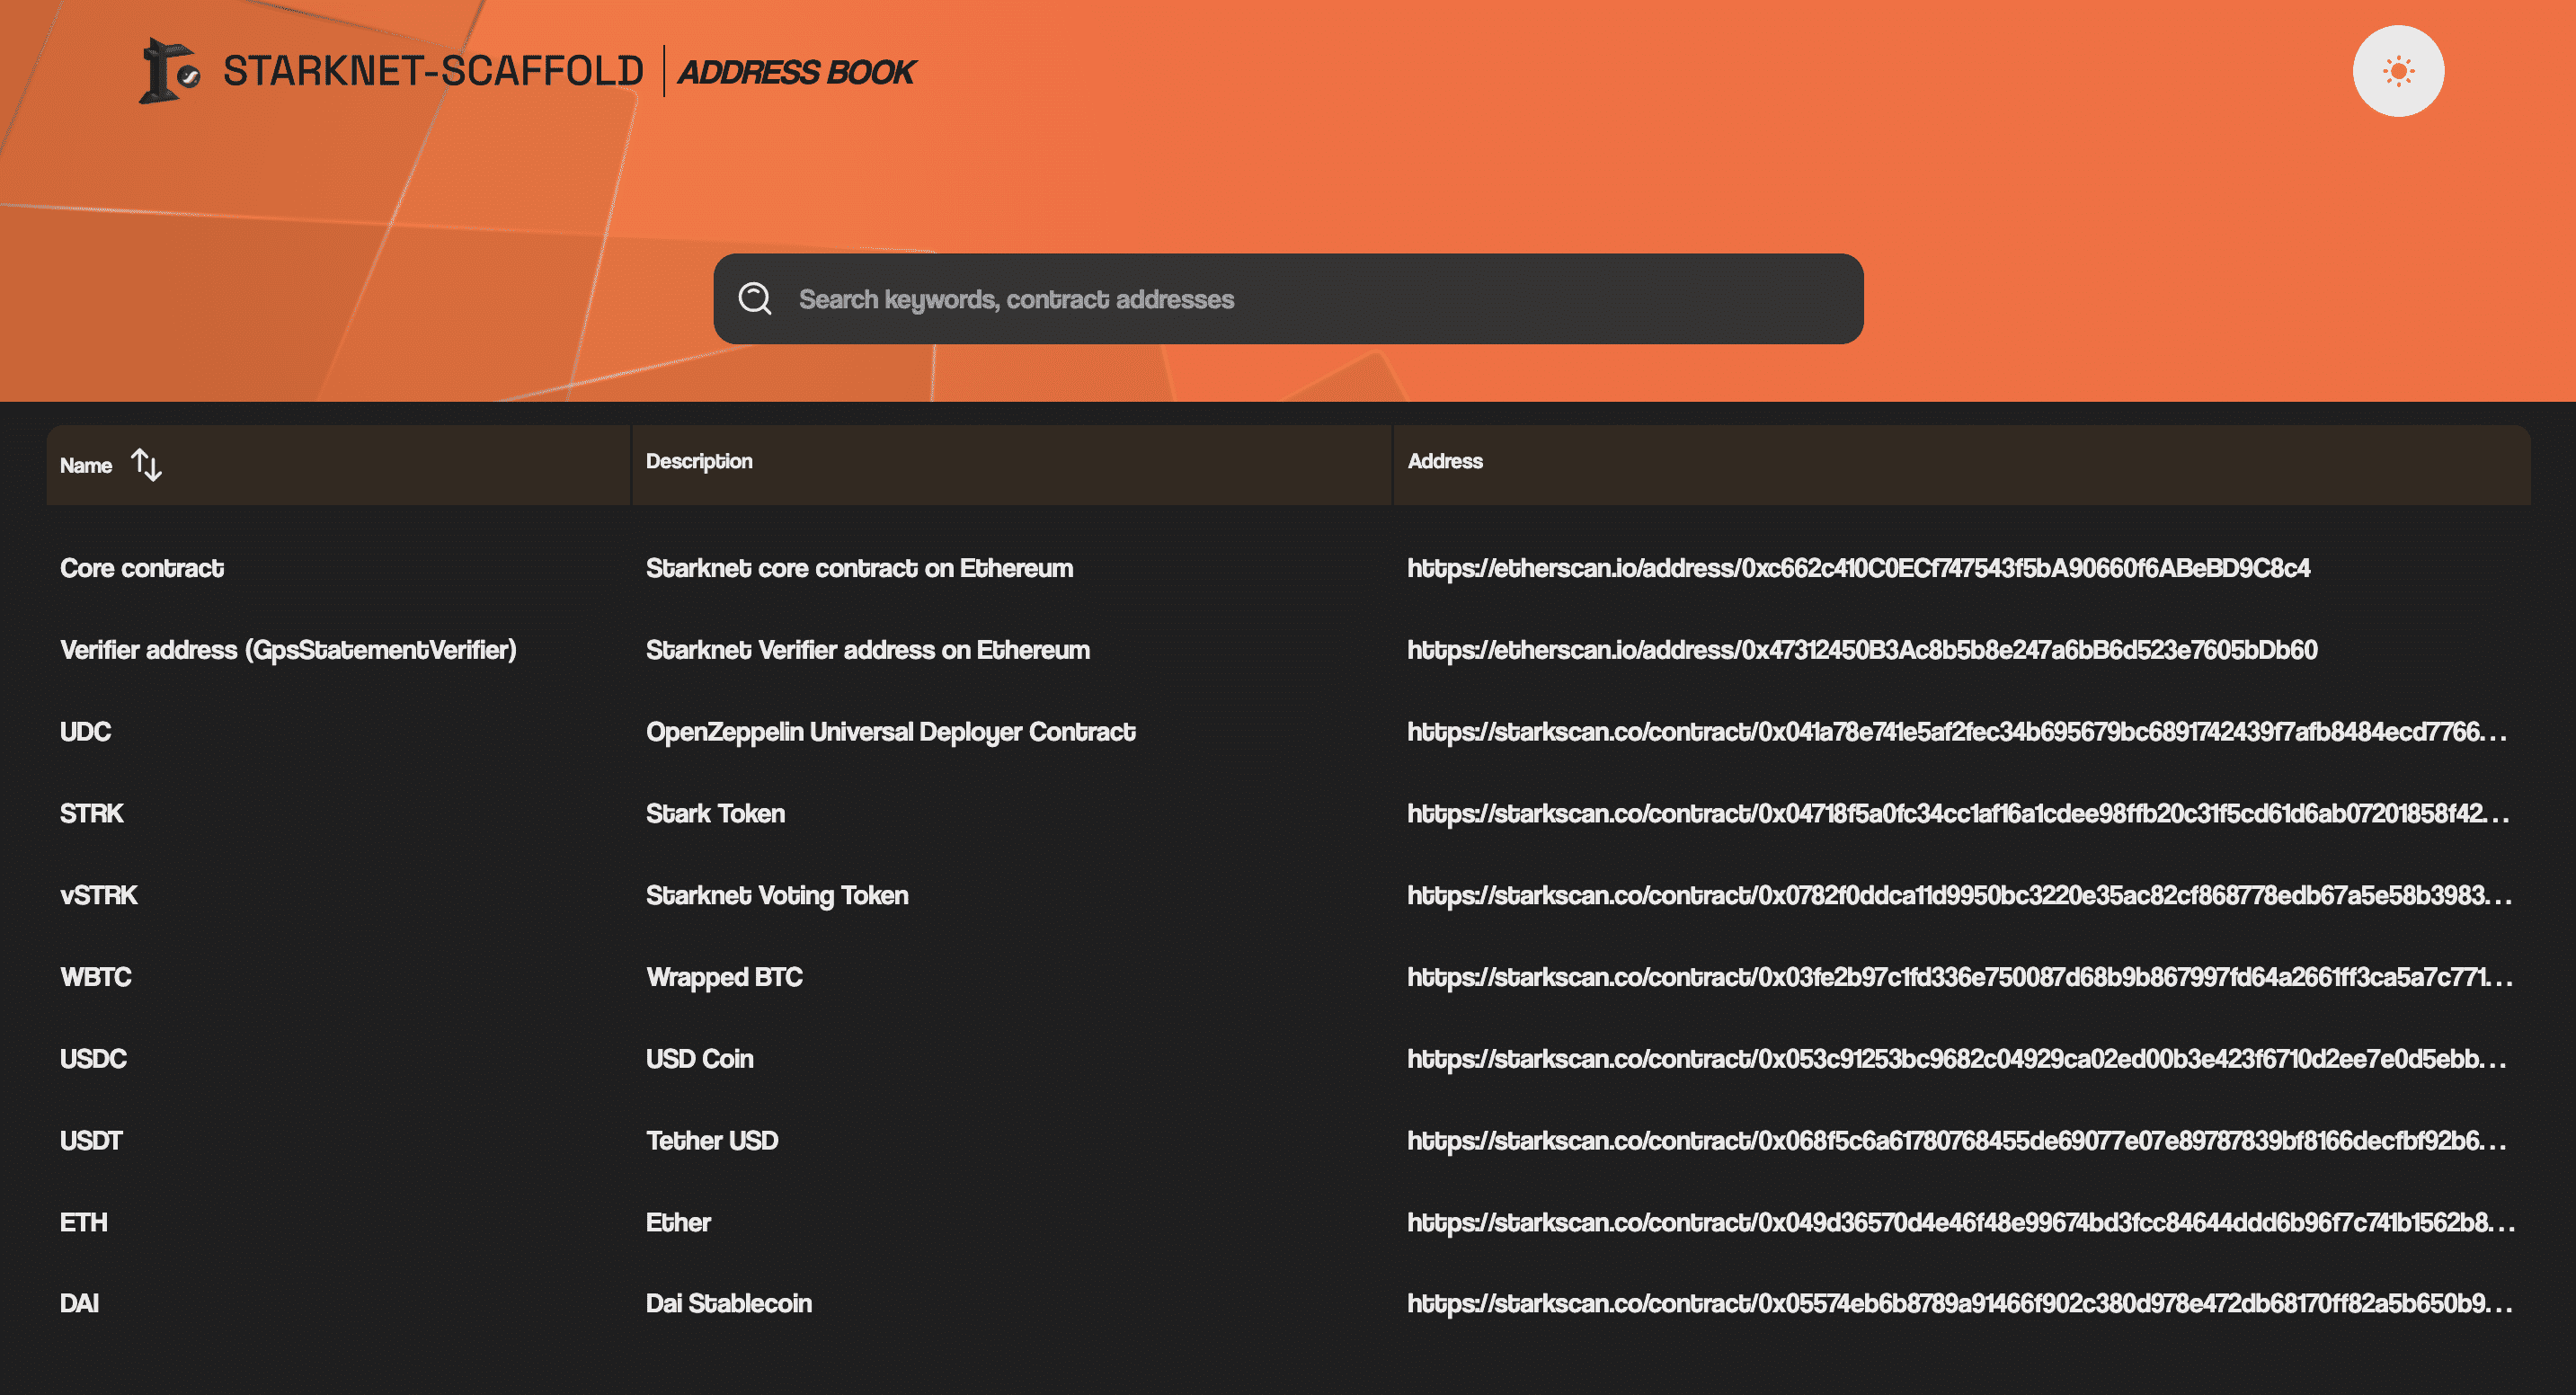 STARKNET-SCAFFOLD | ADDRESS BOOK
Search keywords, contract addresses
Name Description Address
Core contract Starknet core contract on Ethereum https://etherscan.io/address/0xc662c410C0ECf747543f5bA90660f6ABeBD9C8c4
Verifier address (GpsStatementVerifier) Starknet Verifier address on Ethereum https://etherscan.io/address/0x47312450B3Ac8b5b8e247a6bB6d523e7605bDb60
UDC OpenZeppelin Universal Deployer Contract https://starkscan.co/contract/0x041a78e741e5af2fec34b695679bc6891742439f7afb8484ecd7766...
STRK Stark Token https://starkscan.co/contract/0x04718f5a0fc34cc1af16a1cdee98ffb20c31f5cd61d6ab07201858f42...
vSTRK Starknet Voting Token https://starkscan.co/contract/0x0782f0ddca11d9950bc3220e35ac82cf868778edb67a5e58b3983...
WBTC Wrapped BTC https://starkscan.co/contract/0x03fe2b97c1fd336e750087d68b9b867997fd64a2661ff3ca5a7c771...
USDC USD Coin https://starkscan.co/contract/0x053c91253bc9682c04929ca02ed00b3e423f6710d2ee7e0d5ebb...
USDT Tether USD https://starkscan.co/contract/0x068f5c6a61780768455de69077e07e89787839bf8166decfbf92b6...
ETH Ether https://starkscan.co/contract/0x049d36570d4e46f48e99674bd3fcc84644ddd6b96f7c741b1562b8...
DAI Dai Stablecoin https://starkscan.co/contract/0x05574eb6b8789a91466f902c380d978e472db68170ff82a5b650b9...